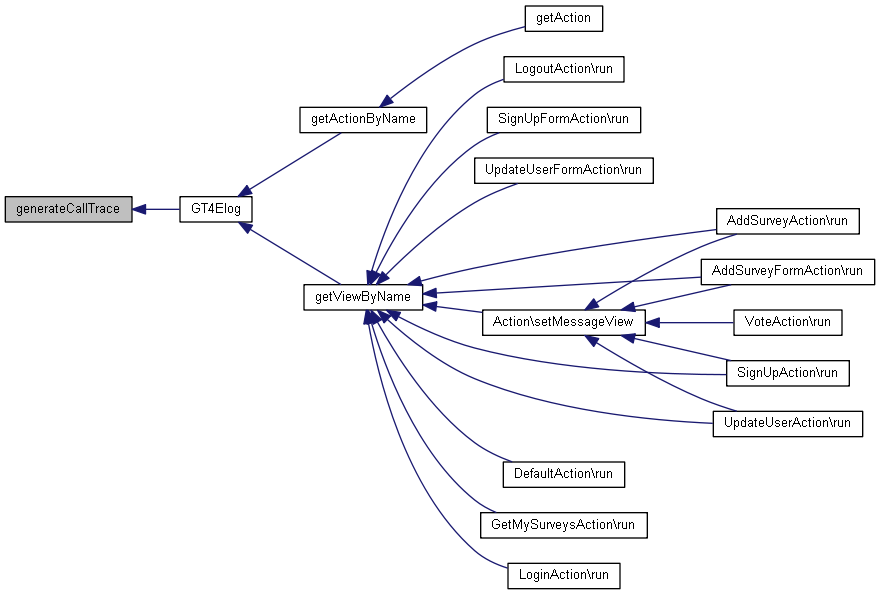 getAction
LogoutAction\run
getActionByName
SignUpFormAction\run
UpdateUserFormAction\run
generateCallTrace
GT4Elog
AddSurveyAction\run
AddSurveyFormAction\run
getViewByName
Action\setMessageView
VoteAction\run
SignUpAction\run
UpdateUserAction\run
DefaultAction\run
GetMySurveysAction\run
LoginAction\run